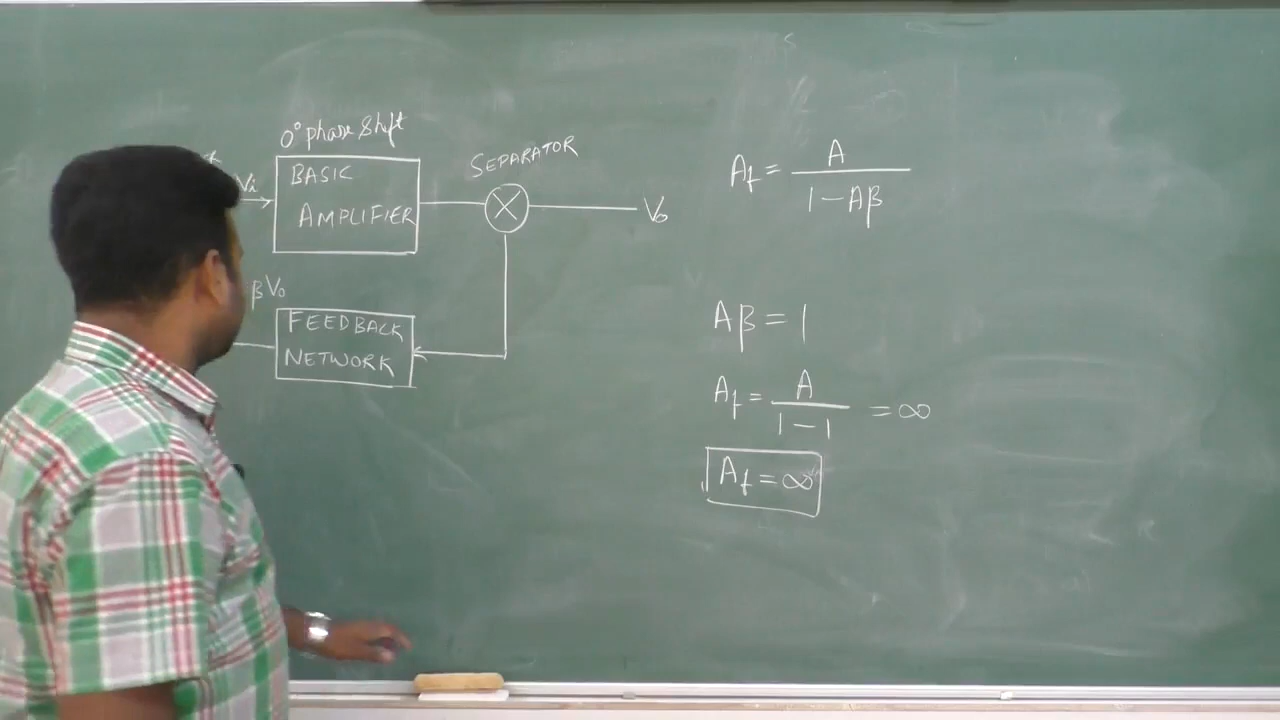 0° phase shift
Vi
BASIC
AMPLIFIER
SEPARATOR
Vo
βVo
FEEDBACK
NETWORK
Af = A / 1-Aβ
Aβ = 1
Af = A / 1-1 = ∞
Af = ∞